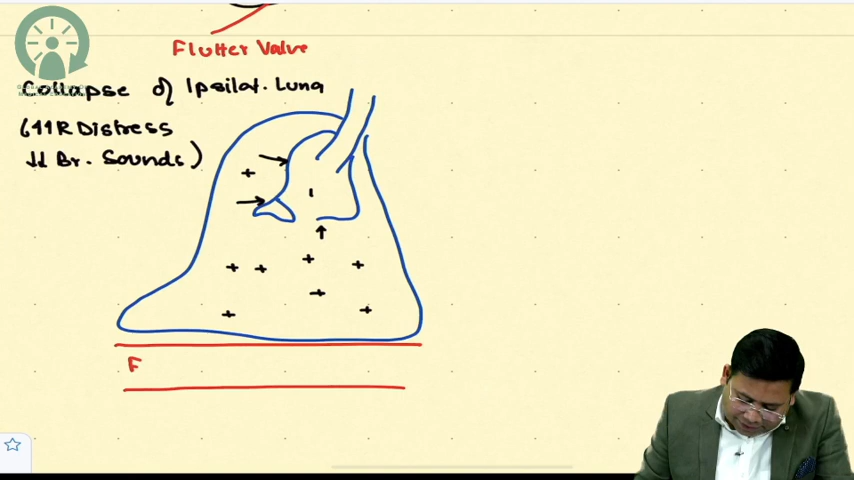 Flutter Valve
Collapse of Ipsilat. Lung
(↑↑R Distress
↓↓ Br. Sounds)
+
+ + + +
+
+ +
F